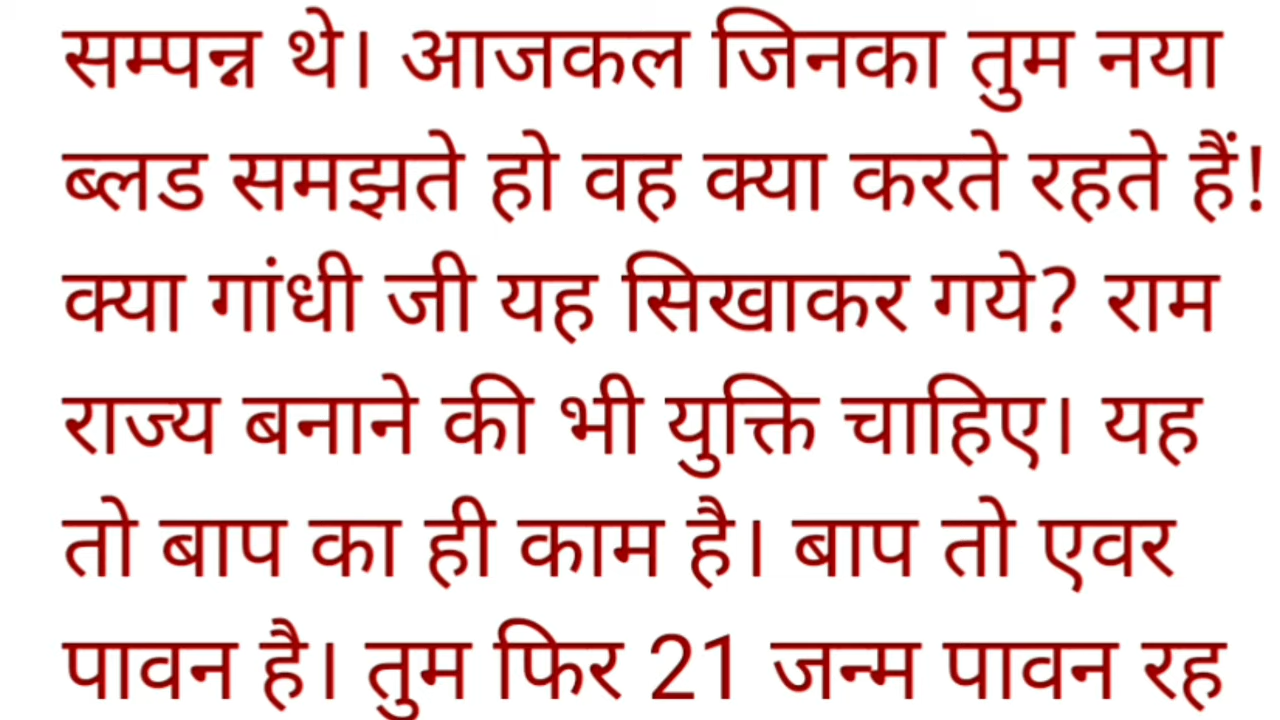 सम्पन्न थे। आजकल जिनका तुम नया
ब्लड समझते हो वह क्या करते रहते हैं!
क्या गांधी जी यह सिखाकर गये? राम
राज्य बनाने की भी युक्ति चाहिए। यह
तो बाप का ही काम है। बाप तो एवर
पावन है। तुम फिर 21 जन्म पावन रह